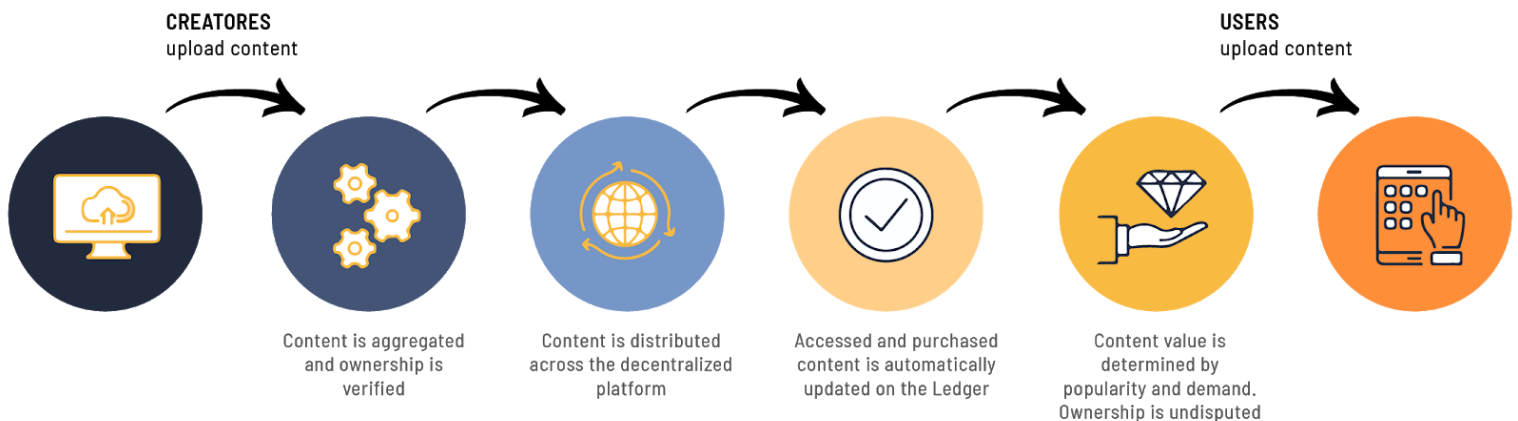 CREATORES
upload content
USERS
upload content
Content is aggregated
and ownership is
verified
Content is distributed
across the decentralized
platform
Accessed and purchased
content is automatically
updated on the Ledger
Content value is
determined by
popularity and demand.
Ownership is undisputed